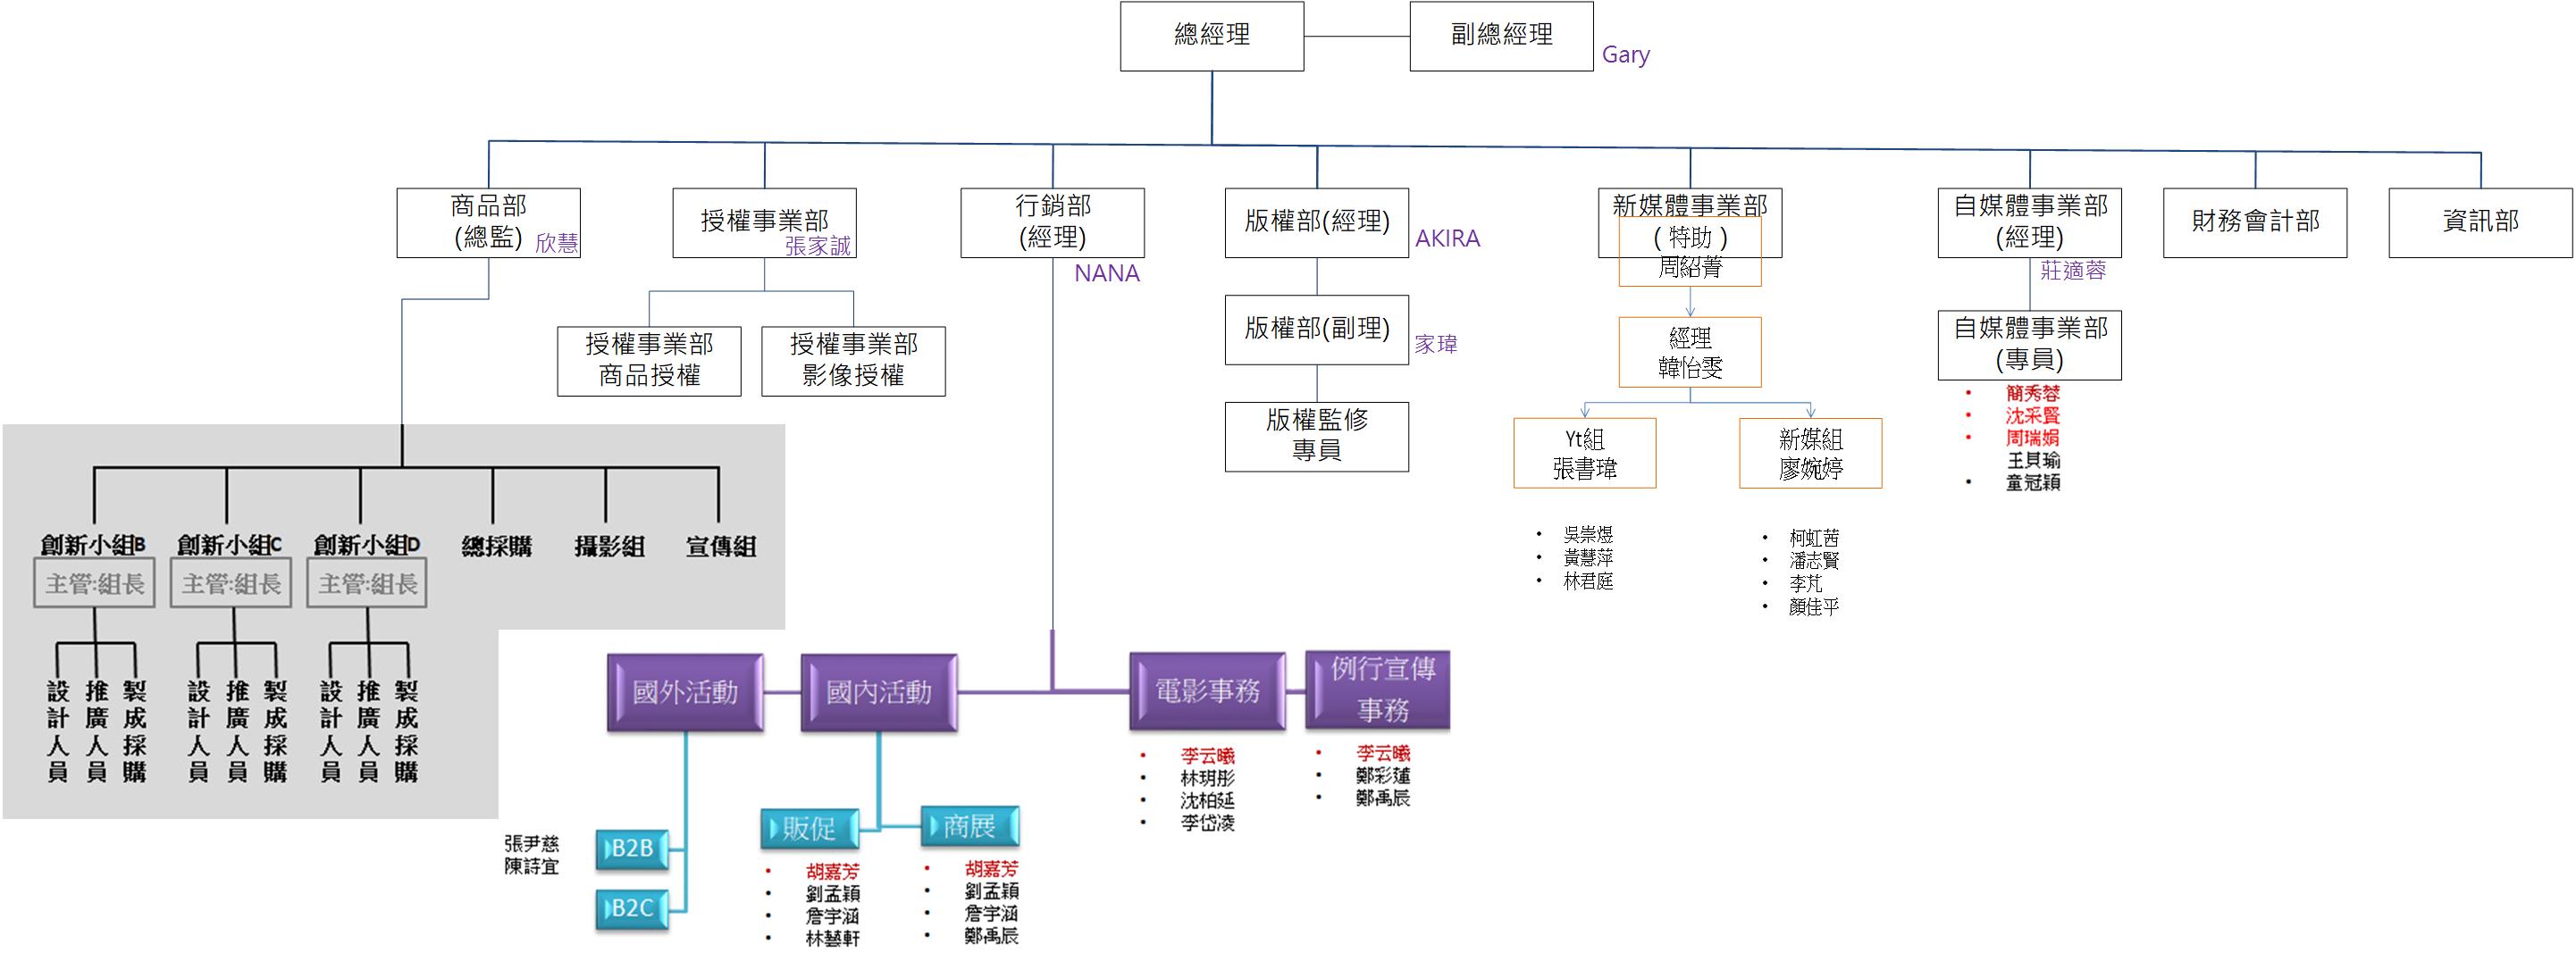 總經理
副總經理
Gary
商品部
(總監)
欣慧
授權事業部
張家誠
行銷部
(經理)
NANA
版權部(經理)
AKIRA
新媒體事業部
(特助)
周紹菁
自媒體事業部
(經理)
莊適蓉
財務會計部
資訊部
授權事業部
商品授權
授權事業部
影像授權
版權部(副理)
家瑋
版權監修
專員
經理
韓怡雯
Yt組
張書瑋
新媒組
廖婉婷
自媒體事業部
(專員)
• 簡秀蓉
• 沈采賢
• 周瑞娟
王貝瑜
• 童冠穎
• 吳崇煜
• 黃慧萍
• 林君庭
• 柯虹茜
• 潘志賢
• 李芃
• 顏佳平
創新小組B
創新小組C
創新小組D
總採購
攝影組
宣傳組
主管:組長
主管:組長
主管:組長
設計人員
推廣人員
製成採購
設計人員
推廣人員
製成採購
設計人員
推廣人員
製成採購
國外活動
國內活動
電影事務
例行宣傳
事務
張尹慈
陳詩宜
B2B
B2C
販促
• 胡嘉芳
• 劉孟穎
• 詹宇涵
• 林藝軒
商展
• 胡嘉芳
• 劉孟穎
• 詹宇涵
• 鄭禹辰
• 李云曦
• 林玥彤
• 沈柏延
• 李岱凌
• 李云曦
• 鄭彩蓮
• 鄭禹辰